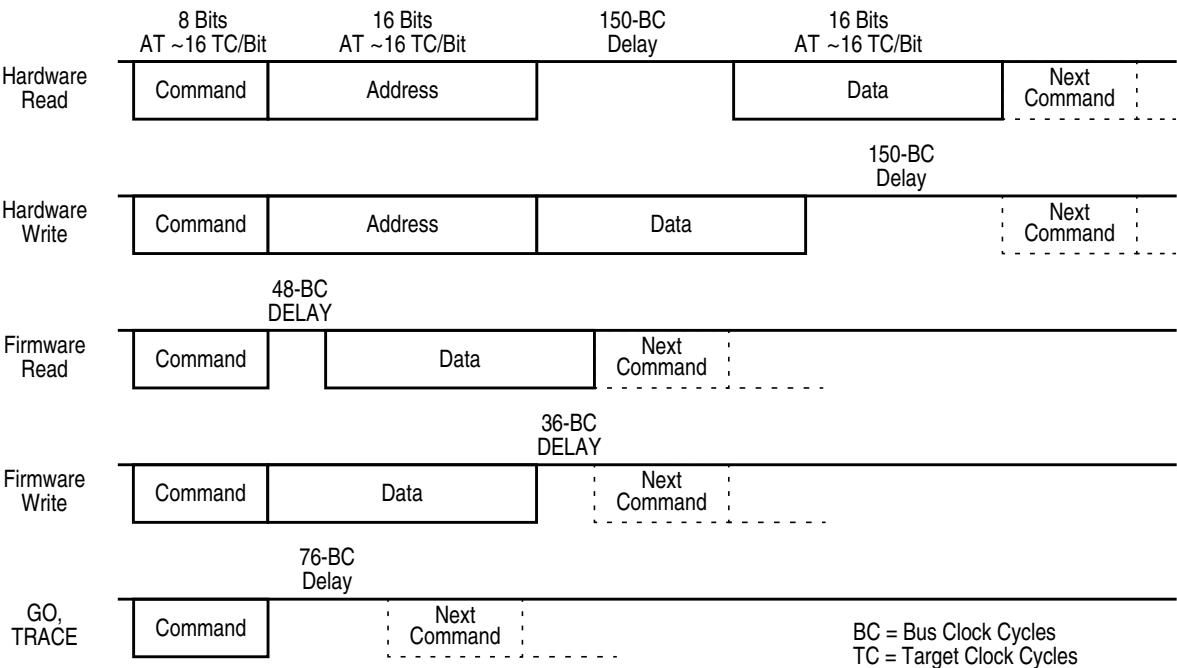 8 Bits
AT ~16 TC/Bit
16 Bits
AT ~16 TC/Bit
150-BC
Delay
16 Bits
AT ~16 TC/Bit
Hardware
Read
Command
Address
Data
Next
Command
150-BC
Delay
Hardware
Write
Command
Address
Data
Next
Command
48-BC
DELAY
Firmware
Read
Command
Data
Next
Command
36-BC
DELAY
Firmware
Write
Command
Data
Next
Command
76-BC
Delay
GO,
TRACE
Command
Next
Command
BC = Bus Clock Cycles
TC = Target Clock Cycles